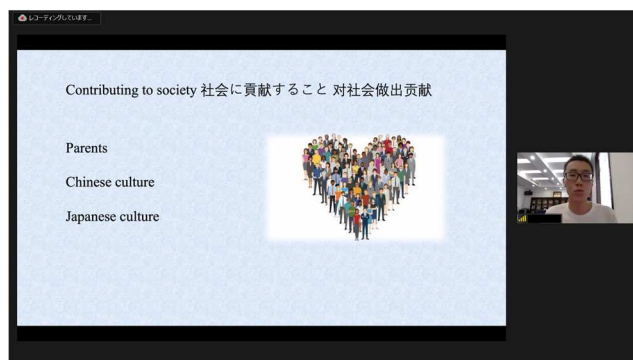 レコーディングしています...
Contributing to society 社会に貢献すること 对社会做出贡献
Parents
Chinese culture
Japanese culture